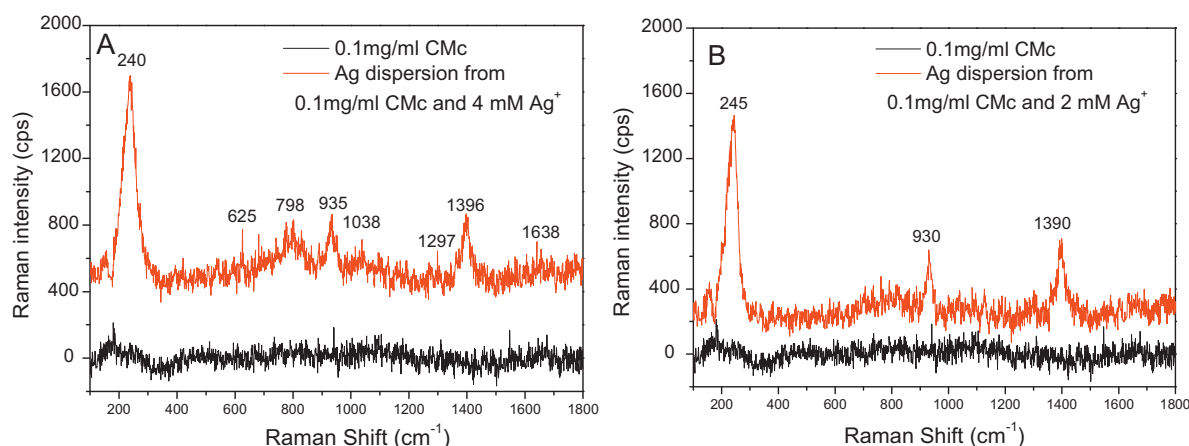 A
0.1mg/ml CMc
Ag dispersion from
0.1mg/ml CMc and 4 mM Ag⁺
240
625
798
935
1038
1297
1396
1638
2000
1600
1200
800
400
0
Raman intensity (cps)
200 400 600 800 1000 1200 1400 1600 1800
Raman Shift (cm⁻¹)
B
0.1mg/ml CMc
Ag dispersion from
0.1mg/ml CMc and 2 mM Ag⁺
245
930
1390
2000
1600
1200
800
400
0
Raman intensity (cps)
200 400 600 800 1000 1200 1400 1600 1800
Raman Shift (cm⁻¹)